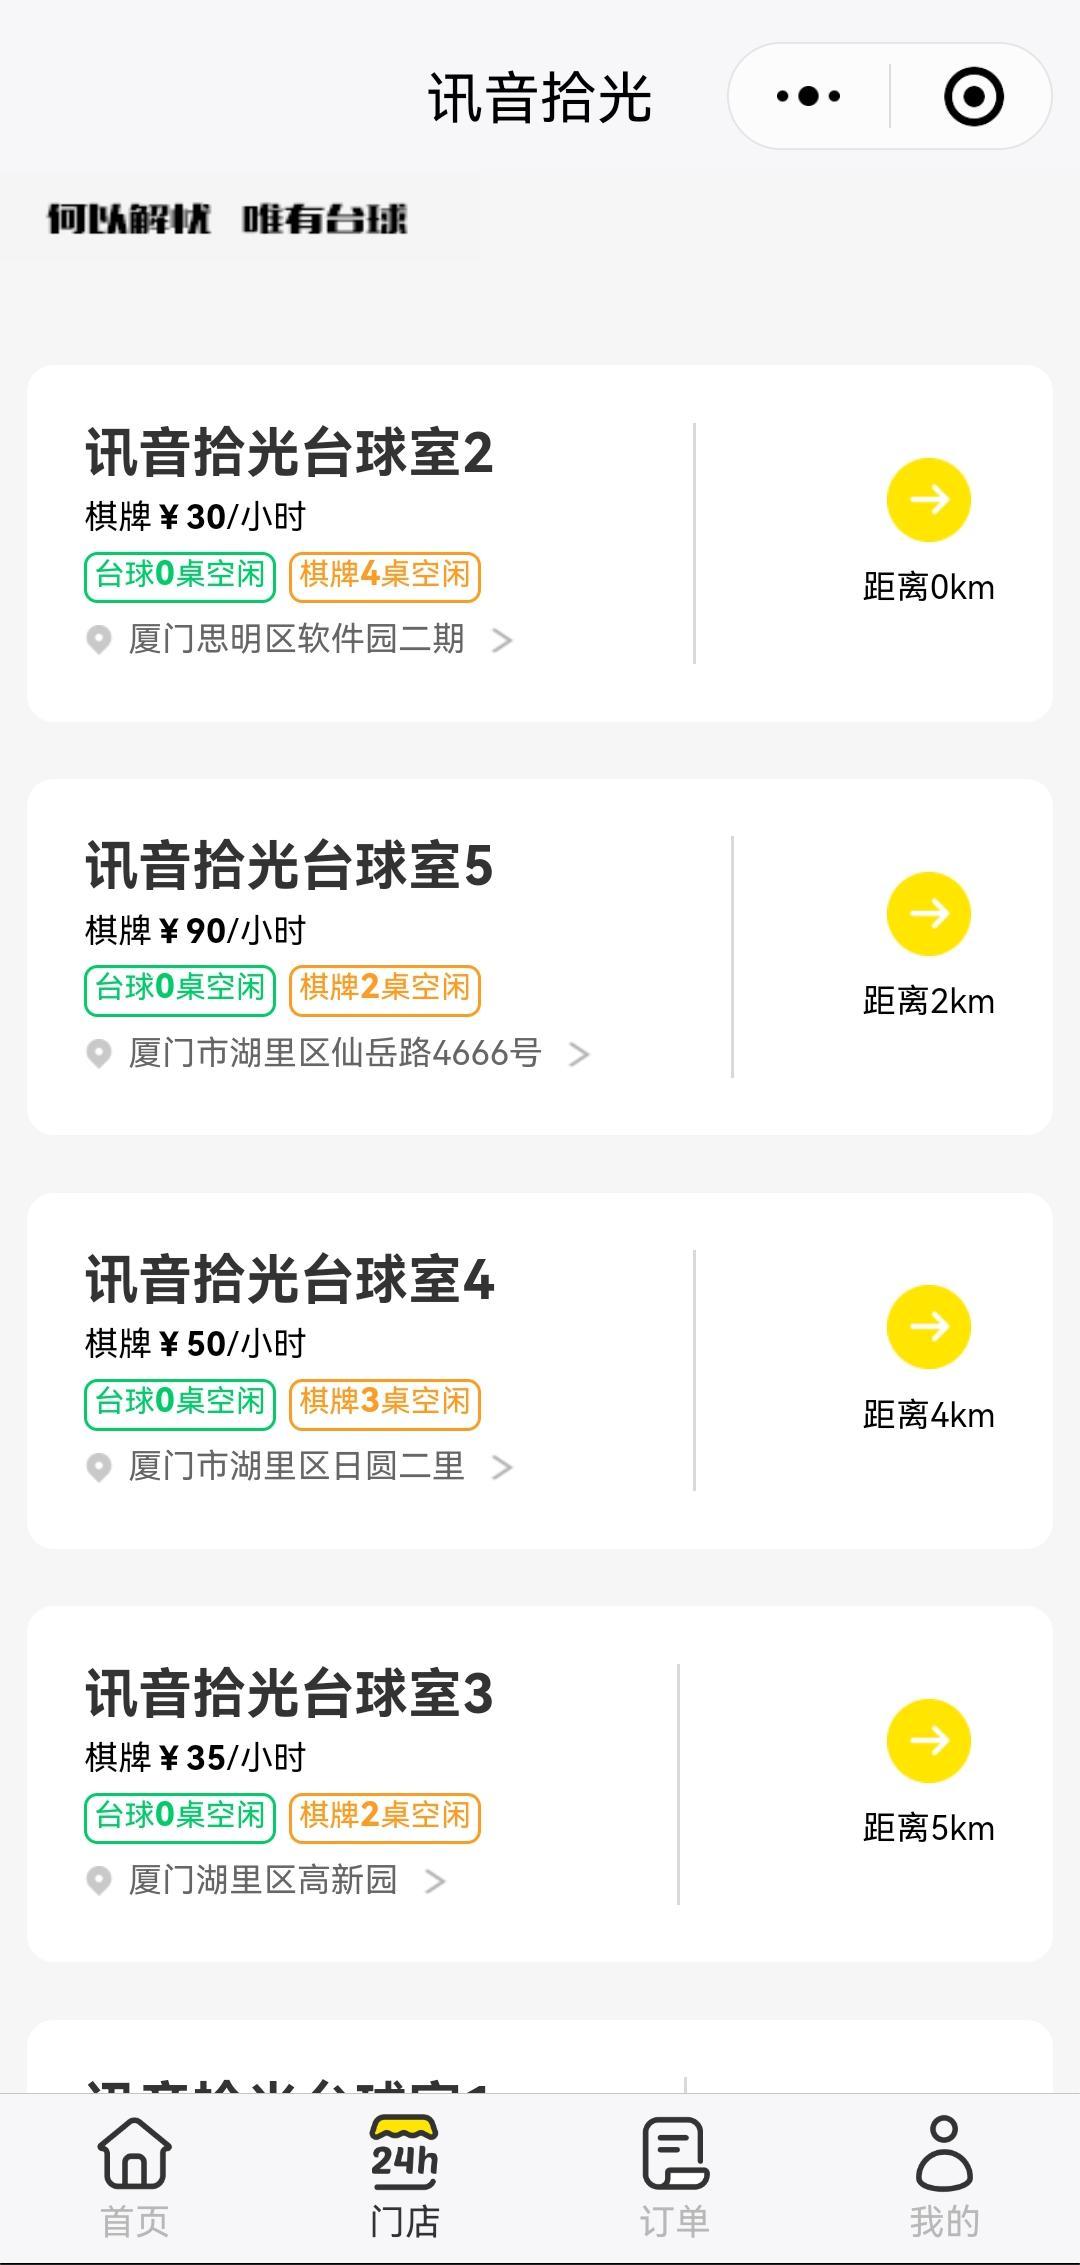 讯音拾光
何以解忧 唯有台球
讯音拾光台球室2
棋牌¥30/小时
台球0桌空闲 棋牌4桌空闲
厦门思明区软件园二期 >
距离0km
讯音拾光台球室5
棋牌¥90/小时
台球0桌空闲 棋牌2桌空闲
厦门市湖里区仙岳路4666号 >
距离2km
讯音拾光台球室4
棋牌¥50/小时
台球0桌空闲 棋牌3桌空闲
厦门市湖里区日圆二里 >
距离4km
讯音拾光台球室3
棋牌¥35/小时
台球0桌空闲 棋牌2桌空闲
厦门湖里区高新园 >
距离5km
讯音拾光台球室1
24h
首页 门店 订单 我的